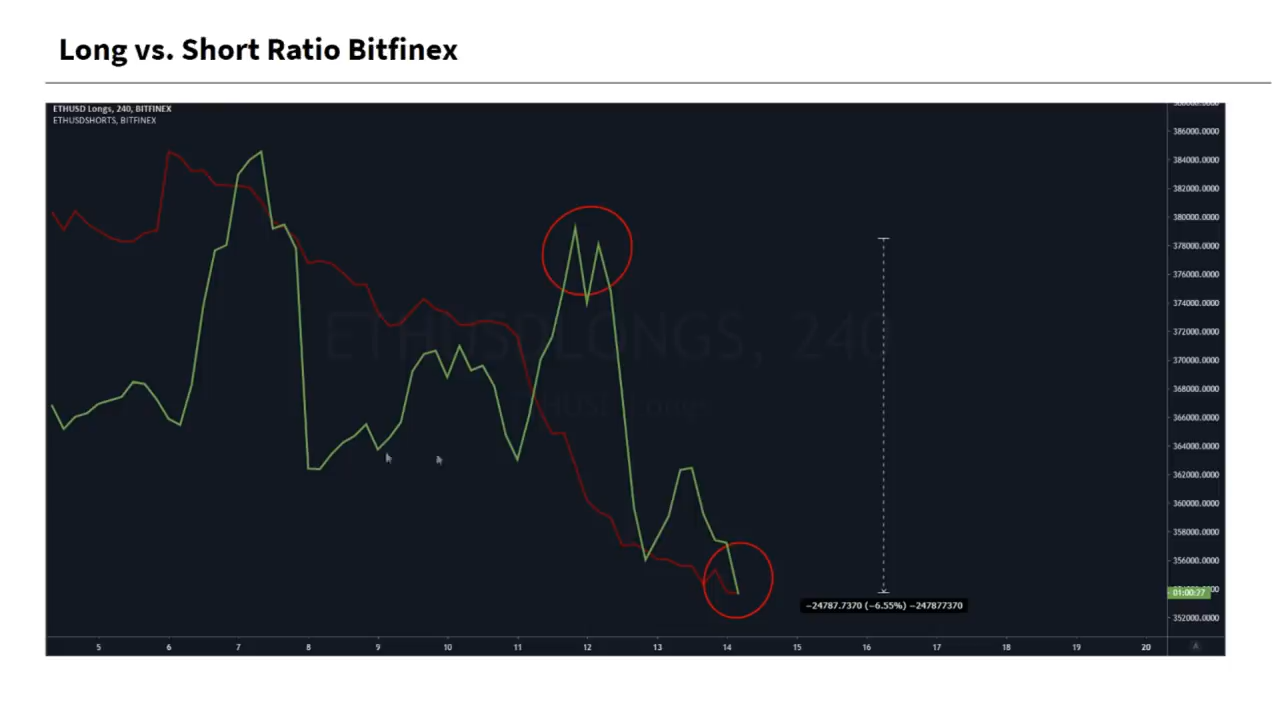 Long vs. Short Ratio Bitfinex
ETHUSD Longs, 240, BITFINEX
ETHUSDSHORTS, BITFINEX
ETHUSDLONGS, 240
386000.0000
384000.0000
382000.0000
380000.0000
378000.0000
376000.0000
374000.0000
372000.0000
370000.0000
368000.0000
366000.0000
364000.0000
362000.0000
360000.0000
358000.0000
356000.0000
01:00:27
352000.0000
−24787.7370 (−6.55%) −247877370
5 6 7 8 9 10 11 12 13 14 15 16 17 18 19 20
A